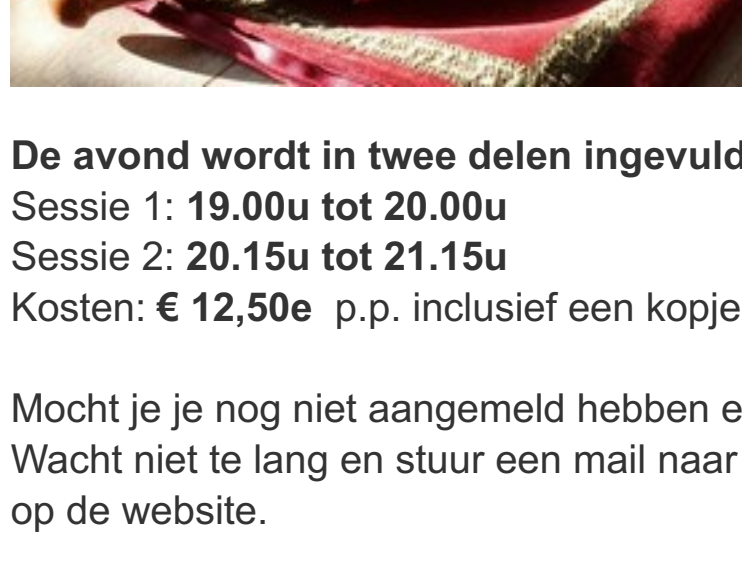 De avond wordt in twee delen ingevuld
Sessie 1: 19.00u tot 20.00u
Sessie 2: 20.15u tot 21.15u
Kosten: € 12,50e p.p. inclusief een kopje
Mocht je je nog niet aangemeld hebben e
Wacht niet te lang en stuur een mail naar
op de website.